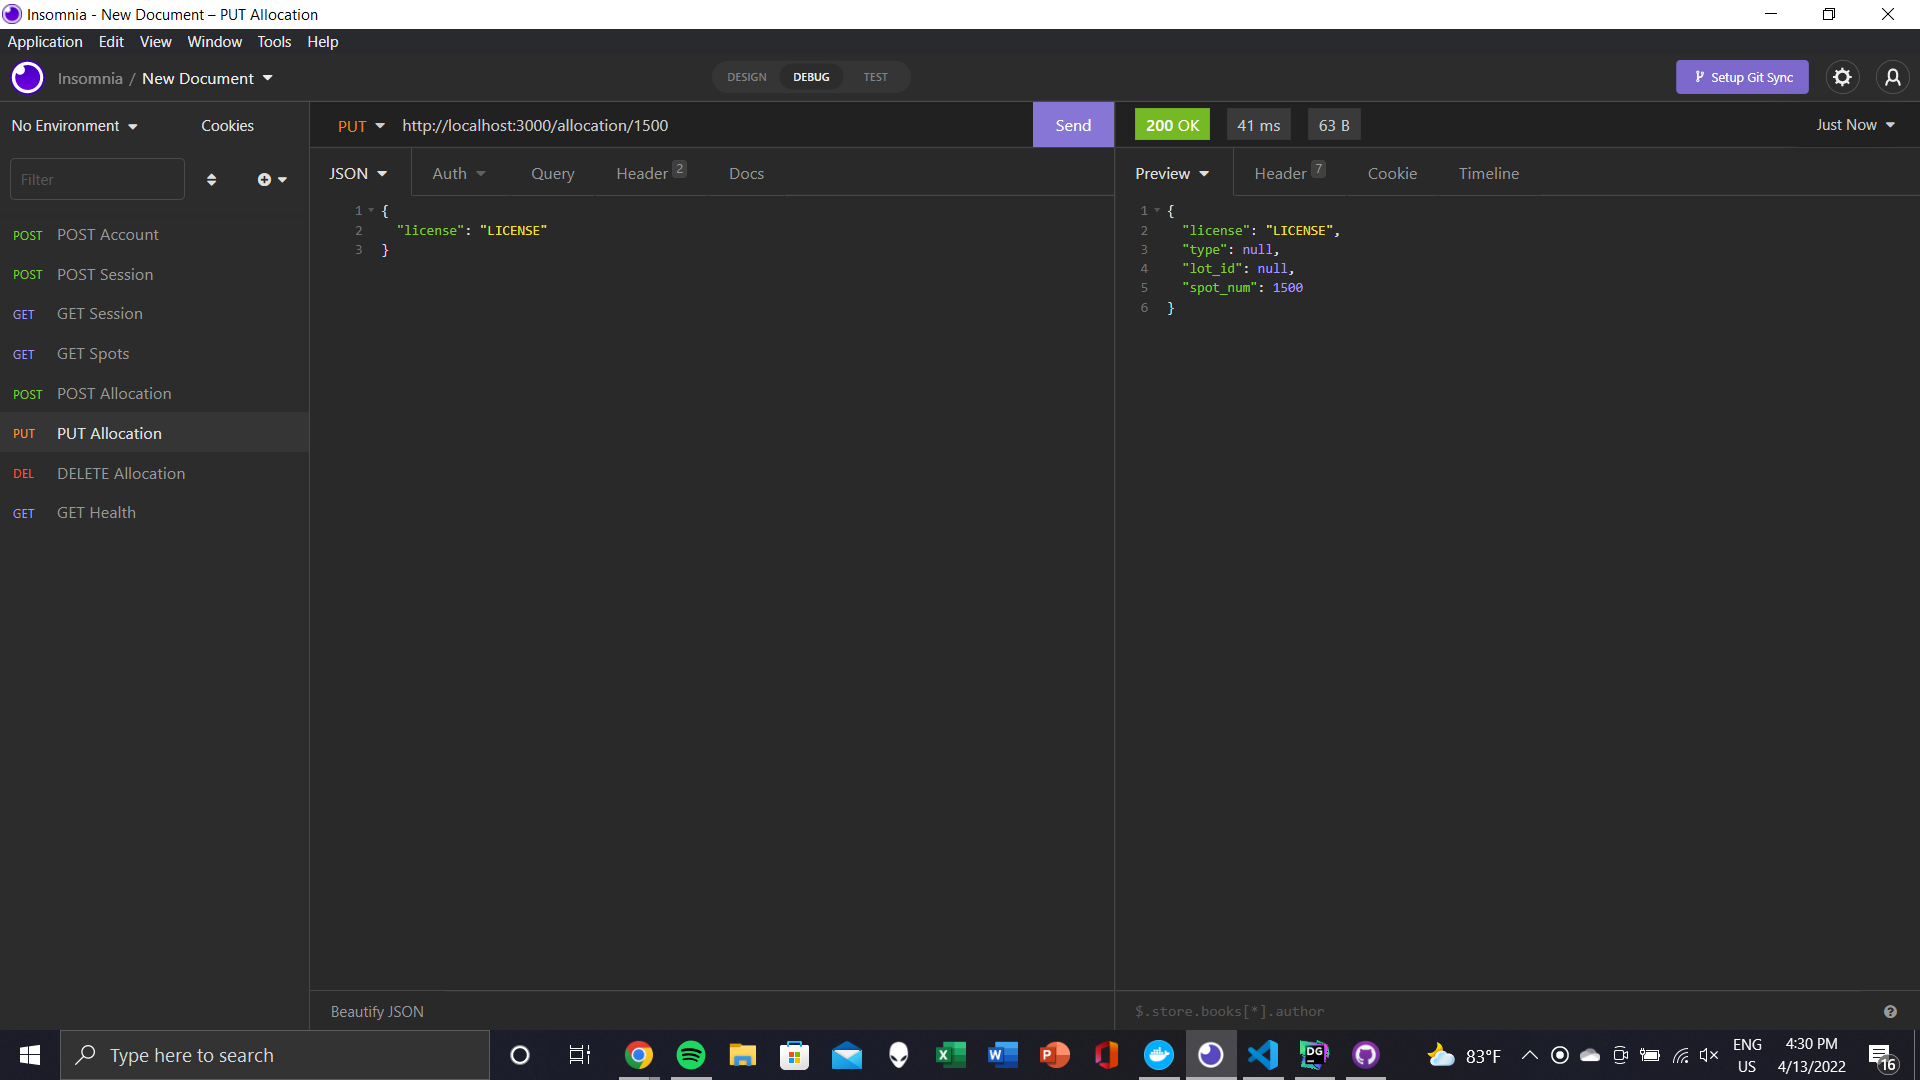 Insomnia - New Document – PUT Allocation
Application Edit View Window Tools Help
Insomnia / New Document
DESIGN DEBUG TEST
Setup Git Sync
No Environment Cookies
PUT http://localhost:3000/allocation/1500 Send
200 OK 41 ms 63 B Just Now
Filter
JSON Auth Query Header 2 Docs
Preview Header 7 Cookie Timeline
POST POST Account
POST POST Session
GET GET Session
GET GET Spots
POST POST Allocation
PUT PUT Allocation
DEL DELETE Allocation
GET GET Health
1 {
2 "license": "LICENSE"
3 }
1 {
2 "license": "LICENSE",
3 "type": null,
4 "lot_id": null,
5 "spot_num": 1500
6 }
Beautify JSON
$.store.books[*].author
Type here to search
DG
83°F
ENG
US
4:30 PM
4/13/2022
16